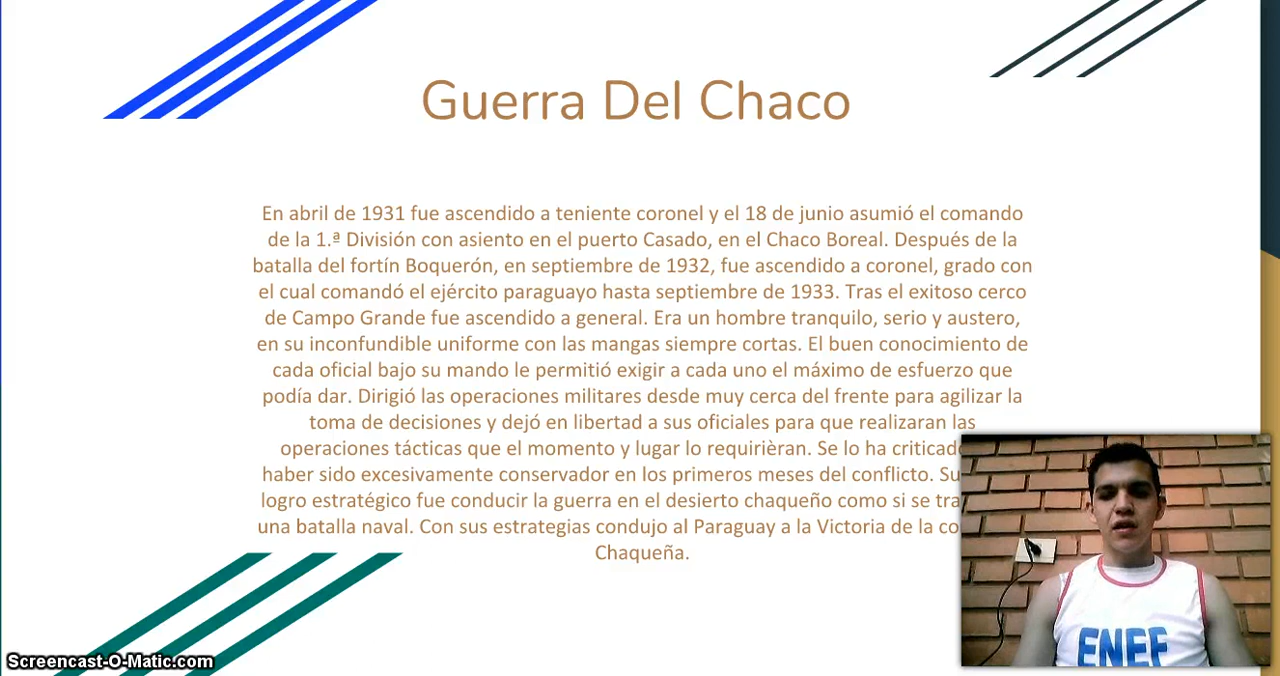 Guerra Del Chaco
En abril de 1931 fue ascendido a teniente coronel y el 18 de junio asumió el comando
de la 1.ª División con asiento en el puerto Casado, en el Chaco Boreal. Después de la
batalla del fortín Boquerón, en septiembre de 1932, fue ascendido a coronel, grado con
el cual comandó el ejército paraguayo hasta septiembre de 1933. Tras el exitoso cerco
de Campo Grande fue ascendido a general. Era un hombre tranquilo, serio y austero,
en su inconfundible uniforme con las mangas siempre cortas. El buen conocimiento de
cada oficial bajo su mando le permitió exigir a cada uno el máximo de esfuerzo que
podía dar. Dirigió las operaciones militares desde muy cerca del frente para agilizar la
toma de decisiones y dejó en libertad a sus oficiales para que realizaran las
operaciones tácticas que el momento y lugar lo requirièran. Se lo ha criticado
haber sido excesivamente conservador en los primeros meses del conflicto. Su
logro estratégico fue conducir la guerra en el desierto chaqueño como si se
una batalla naval. Con sus estrategias condujo al Paraguay a la Victoria de la
Chaqueña.
ENEF
Screencast-O-Matic.com